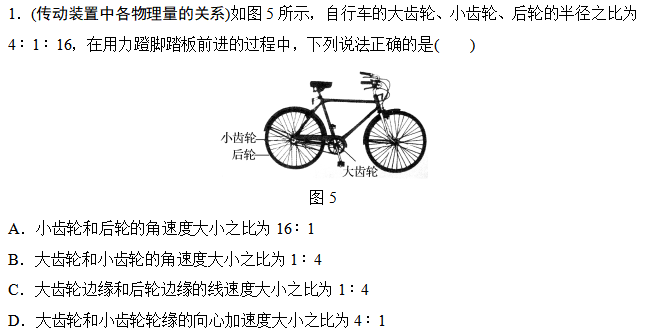 1．(传动装置中各物理量的关系)如图 5 所示，自行车的大齿轮、小齿轮、后轮的半径之比为
4∶1∶16，在用力蹬脚踏板前进的过程中，下列说法正确的是(　　)
小齿轮
后轮
大齿轮
图 5
A．小齿轮和后轮的角速度大小之比为 16∶1
B．大齿轮和小齿轮的角速度大小之比为 1∶4
C．大齿轮边缘和后轮边缘的线速度大小之比为 1∶4
D．大齿轮和小齿轮轮缘的向心加速度大小之比为 4∶1